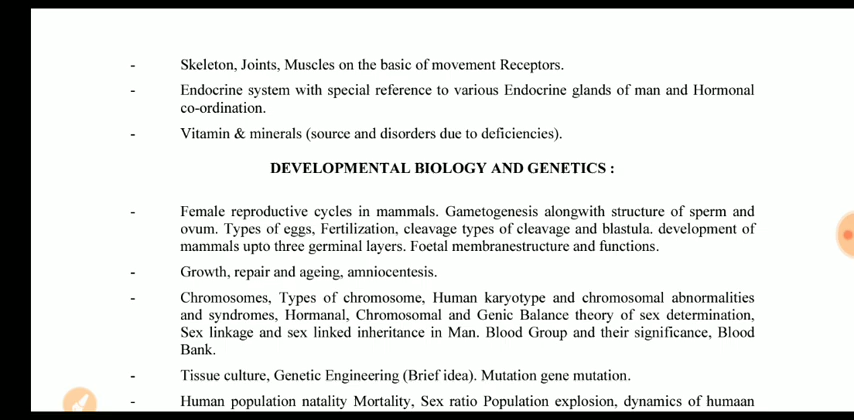 - Skeleton, Joints, Muscles on the basic of movement Receptors.
- Endocrine system with special reference to various Endocrine glands of man and Hormonal
co-ordination.
- Vitamin & minerals (source and disorders due to deficiencies).
DEVELOPMENTAL BIOLOGY AND GENETICS :
- Female reproductive cycles in mammals. Gametogenesis alongwith structure of sperm and
ovum. Types of eggs, Fertilization, cleavage types of cleavage and blastula. development of
mammals upto three germinal layers. Foetal membranestructure and functions.
- Growth, repair and ageing, amniocentesis.
- Chromosomes, Types of chromosome, Human karyotype and chromosomal abnormalities
and syndromes, Hormanal, Chromosomal and Genic Balance theory of sex determination,
Sex linkage and sex linked inheritance in Man. Blood Group and their significance, Blood
Bank.
- Tissue culture, Genetic Engineering (Brief idea). Mutation gene mutation.
- Human population natality Mortality, Sex ratio Population explosion, dynamics of humaan